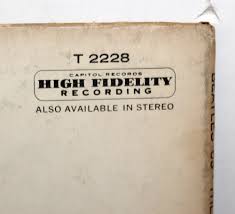 T 2228
CAPITOL RECORDS
HIGH FIDELITY
RECORDING
ALSO AVAILABLE IN STEREO